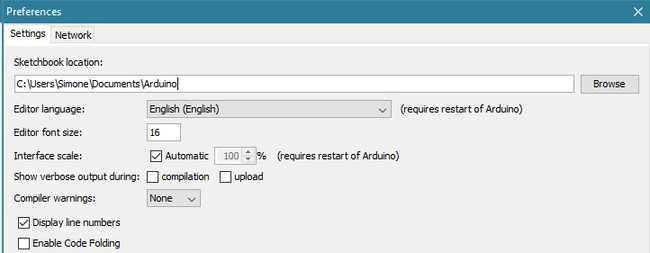 Preferences
Settings Network
Sketchbook location:
C:\Users\Simone\Documents\Arduino Browse
Editor language: English (English) (requires restart of Arduino)
Editor font size: 16
Interface scale: Automatic 100 % (requires restart of Arduino)
Show verbose output during: compilation upload
Compiler warnings: None
Display line numbers
Enable Code Folding